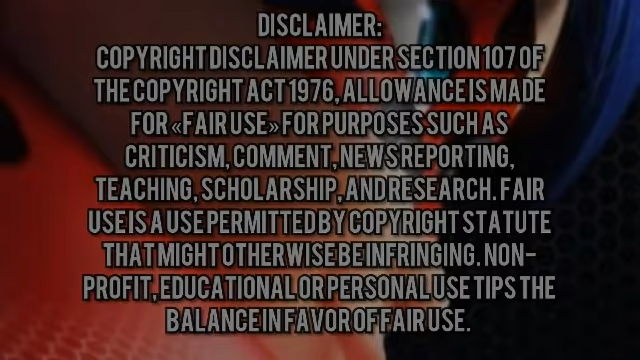 DISCLAIMER:
COPYRIGHT DISCLAIMER UNDER SECTION 107 OF
THE COPYRIGHT ACT 1976, ALLOWANCE IS MADE
FOR «FAIR USE» FOR PURPOSES SUCH AS
CRITICISM, COMMENT, NEWS REPORTING,
TEACHING, SCHOLARSHIP, AND RESEARCH. FAIR
USE IS A USE PERMITTED BY COPYRIGHT STATUTE
THAT MIGHT OTHERWISE BE INFRINGING. NON-
PROFIT, EDUCATIONAL OR PERSONAL USE TIPS THE
BALANCE IN FAVOR OF FAIR USE.